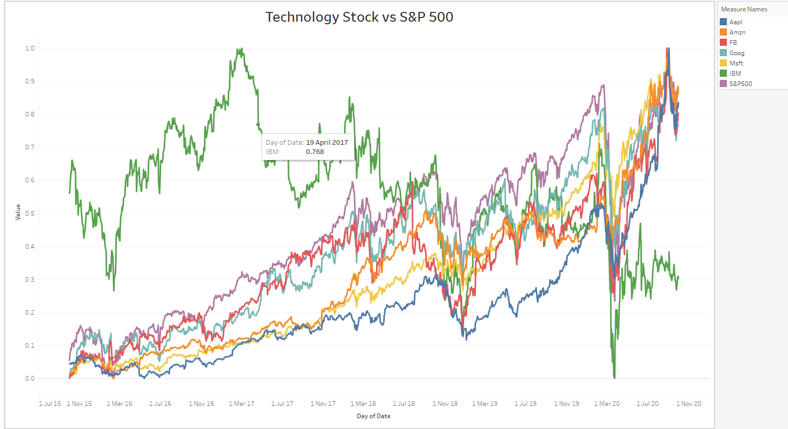 Technology Stock vs S&P 500
Measure Names
Aapl
Amzn
FB
Goog
Msft
IBM
S&P500
1.0
0.9
0.8
0.7
0.6
0.5
0.4
0.3
0.2
0.1
0.0
Value
Day of Date: 19 April 2017
IBM: 0.768
1 Jul 15 1 Nov 15 1 Mar 16 1 Jul 16 1 Nov 16 1 Mar 17 1 Jul 17 1 Nov 17 1 Mar 18 1 Jul 18 1 Nov 18 1 Mar 19 1 Jul 19 1 Nov 19 1 Mar 20 1 Jul 20 1 Nov 20
Day of Date